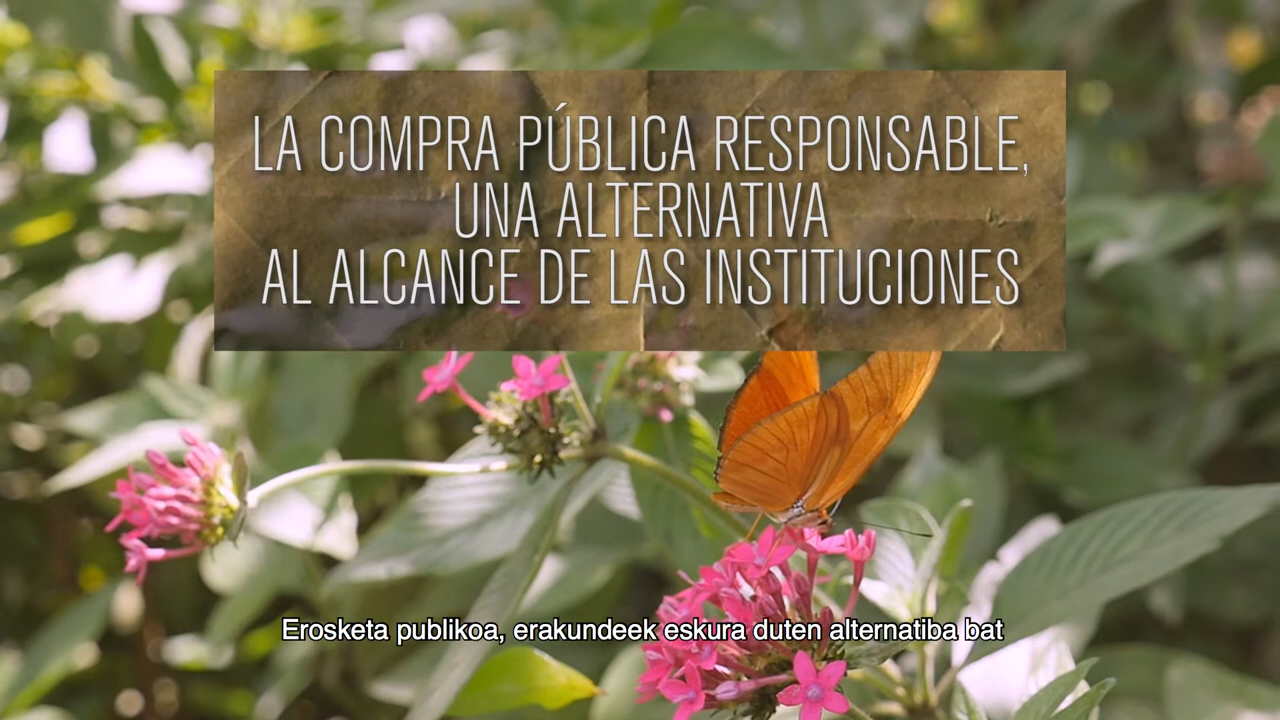 LA COMPRA PÚBLICA RESPONSABLE,
UNA ALTERNATIVA
AL ALCANCE DE LAS INSTITUCIONES
Erosketa publikoa, erakundeek eskura duten alternatiba bat